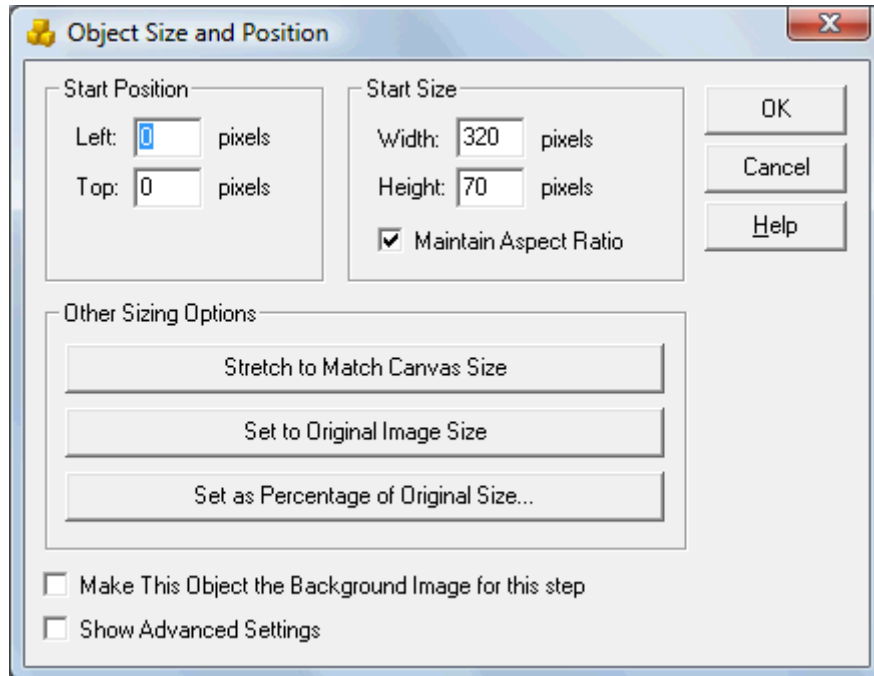 Object Size and Position
Start Position
Left: 0 pixels
Top: 0 pixels
Start Size
Width: 320 pixels
Height: 70 pixels
Maintain Aspect Ratio
OK
Cancel
Help
Other Sizing Options
Stretch to Match Canvas Size
Set to Original Image Size
Set as Percentage of Original Size...
Make This Object the Background Image for this step
Show Advanced Settings